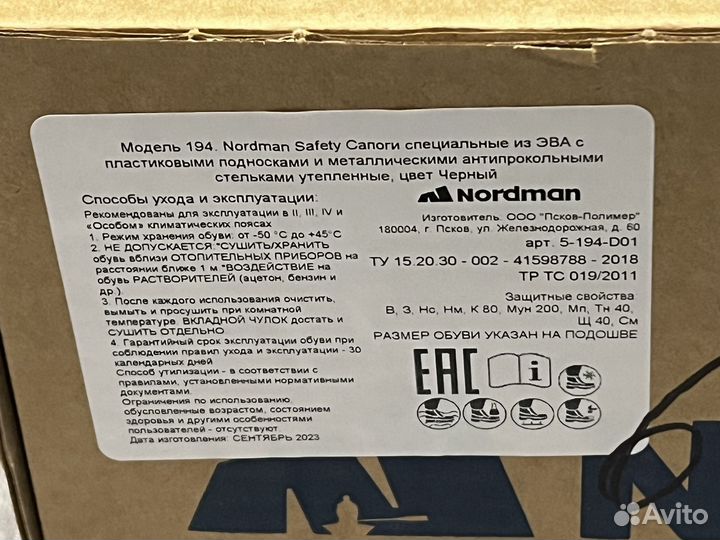 Модель 194. Nordman Safety Сапоги специальные из ЭВА с
пластиковыми подносками и металлическими антипрокольными
стельками утепленные, цвет Черный
Способы ухода и эксплуатации:
Рекомендованы для эксплуатации в II, III, IV и
«Особом» климатических поясах
1. Режим хранения обуви: от -50 °С до +45°С
2. НЕ ДОПУСКАЕТСЯ "СУШИТЬ/ХРАНИТЬ
обувь вблизи ОТОПИТЕЛЬНЫХ ПРИБОРОВ на
расстоянии ближе 1 м "ВОЗДЕЙСТВИЕ на
обувь РАСТВОРИТЕЛЕЙ (ацетон, бензин и
др.)
3. После каждого использования очистить,
вымыть и просушить при комнатной
температуре. ВКЛАДНОЙ ЧУЛОК достать и
СУШИТЬ ОТДЕЛЬНО
4. Гарантийный срок эксплуатации обуви при
соблюдении правил ухода и эксплуатации - 30
календарных дней
Способ утилизации - в соответствии с
правилами, установленными нормативными
документами.
Ограничения по использованию,
обусловленные возрастом, состоянием
здоровья и другими особенностями
пользователей - отсутствуют.
Дата изготовления: СЕНТЯБРЬ 2023
Nordman
Изготовитель: ООО "Псков-Полимер"
180004, г. Псков, ул. Железнодорожная, д. 60
арт. 5-194-D01
ТУ 15.20.30 - 002 - 41598788 - 2018
ТР ТС 019/2011
Защитные свойства:
В, З, Нс, Нм, К 80, Мун 200, Мп, Тн 40,
Щ 40, См
РАЗМЕР ОБУВИ УКАЗАН НА ПОДОШВЕ
EAC
N
Avito